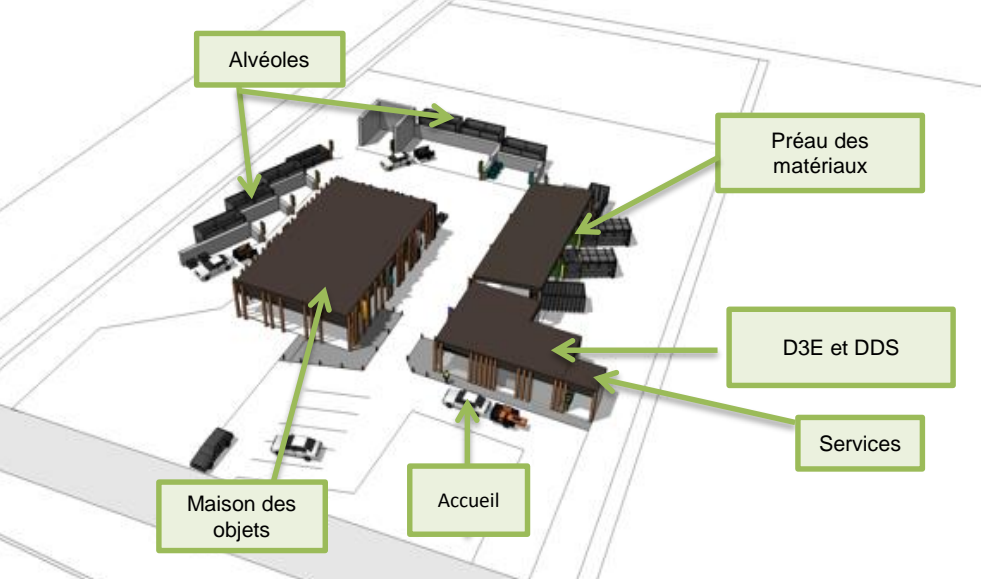 Alvéoles
Préau des
matériaux
D3E et DDS
Services
Accueil
Maison des
objets